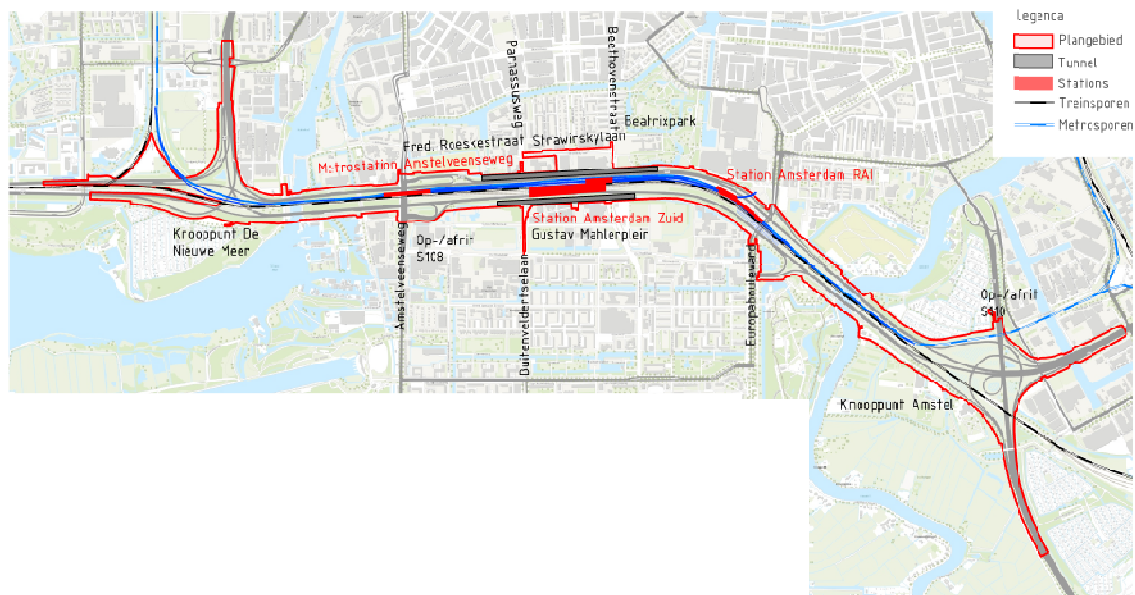 legenda
Plangebied
Tunnel
Stations
Treinsporen
Metrosporen
Parnassusweg
Beethovenstraat
Beatrixpark
Fred. Roeskestraat
Strawinskylaan
Metrostation Amstelveenseweg
Station Amsterdam RAI
Station Amsterdam Zuid
Gustav Mahlerplein
Knooppunt De
Nieuwe Meer
Op-/afrit
S108
Amstelveenseweg
Buitenveldertselaan
Europaboulevard
Op-/afrit
S110
Knooppunt Amstel